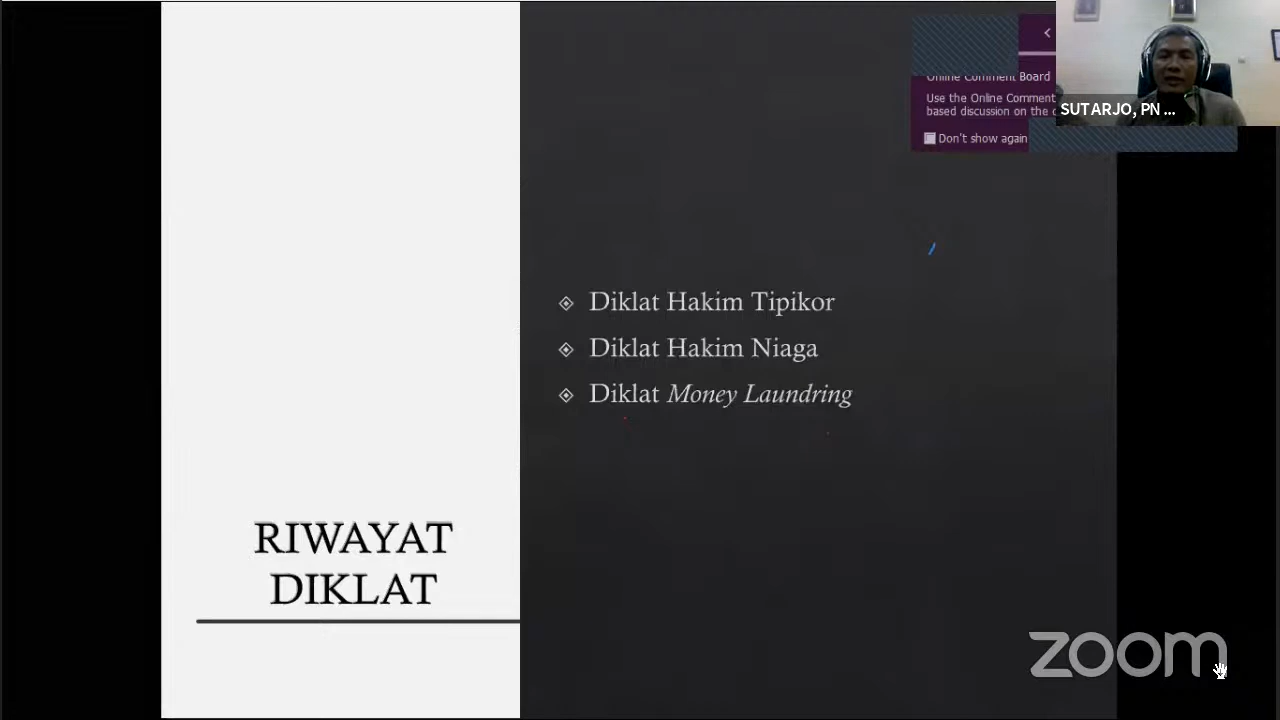 RIWAYAT
DIKLAT
Diklat Hakim Tipikor
Diklat Hakim Niaga
Diklat Money Laundring
Online Comment Board
Use the Online Comment
based discussion on the
Don't show again
SUTARJO, PN ...
zoom